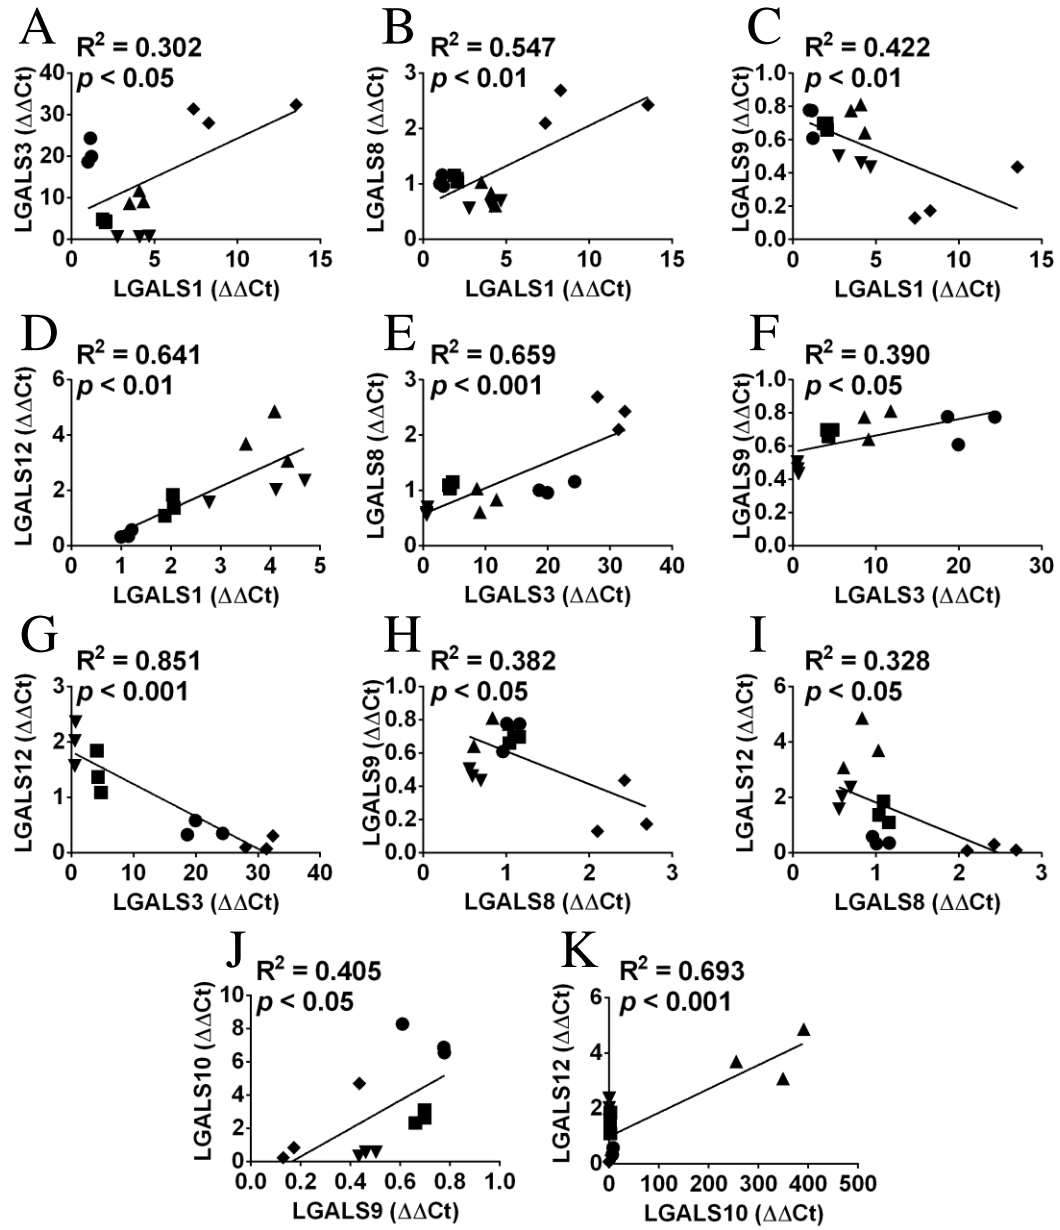 A
R² = 0.302
p < 0.05
LGALS3 (ΔΔCt)
40
30
20
10
0
0 5 10 15
LGALS1 (ΔΔCt)
B
R² = 0.547
p < 0.01
LGALS8 (ΔΔCt)
3
2
1
0
0 5 10 15
LGALS1 (ΔΔCt)
C
R² = 0.422
p < 0.01
LGALS9 (ΔΔCt)
1.0
0.8
0.6
0.4
0.2
0.0
0 5 10 15
LGALS1 (ΔΔCt)
D
R² = 0.641
p < 0.01
LGALS12 (ΔΔCt)
6
4
2
0
0 1 2 3 4 5
LGALS1 (ΔΔCt)
E
R² = 0.659
p < 0.001
LGALS8 (ΔΔCt)
3
2
1
0
0 10 20 30 40
LGALS3 (ΔΔCt)
F
R² = 0.390
p < 0.05
LGALS9 (ΔΔCt)
1.0
0.8
0.6
0.4
0.2
0.0
0 10 20 30
LGALS3 (ΔΔCt)
G
R² = 0.851
p < 0.001
LGALS12 (ΔΔCt)
3
2
1
0
0 10 20 30 40
LGALS3 (ΔΔCt)
H
R² = 0.382
p < 0.05
LGALS9 (ΔΔCt)
1.0
0.8
0.6
0.4
0.2
0.0
0 1 2 3
LGALS8 (ΔΔCt)
I
R² = 0.328
p < 0.05
LGALS12 (ΔΔCt)
6
4
2
0
0 1 2 3
LGALS8 (ΔΔCt)
J
R² = 0.405
p < 0.05
LGALS10 (ΔΔCt)
10
8
6
4
2
0
0.0 0.2 0.4 0.6 0.8 1.0
LGALS9 (ΔΔCt)
K
R² = 0.693
p < 0.001
LGALS12 (ΔΔCt)
6
4
2
0
0 100 200 300 400 500
LGALS10 (ΔΔCt)